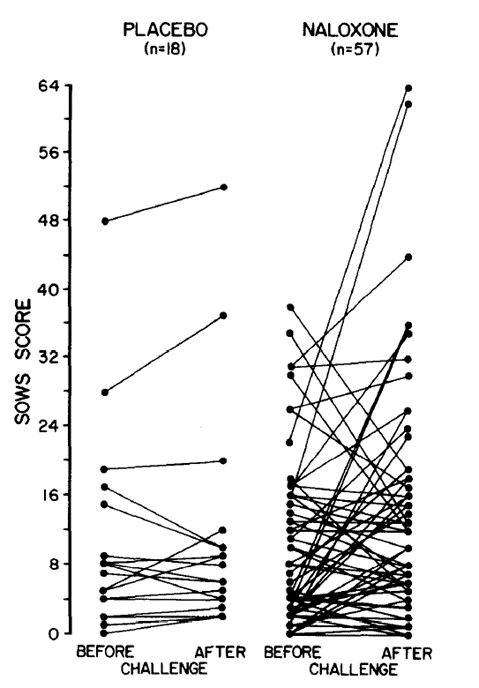 PLACEBO
(n=18)
NALOXONE
(n=57)
SOWS SCORE
64
56
48
40
32
24
16
8
0
BEFORE AFTER
CHALLENGE
BEFORE AFTER
CHALLENGE